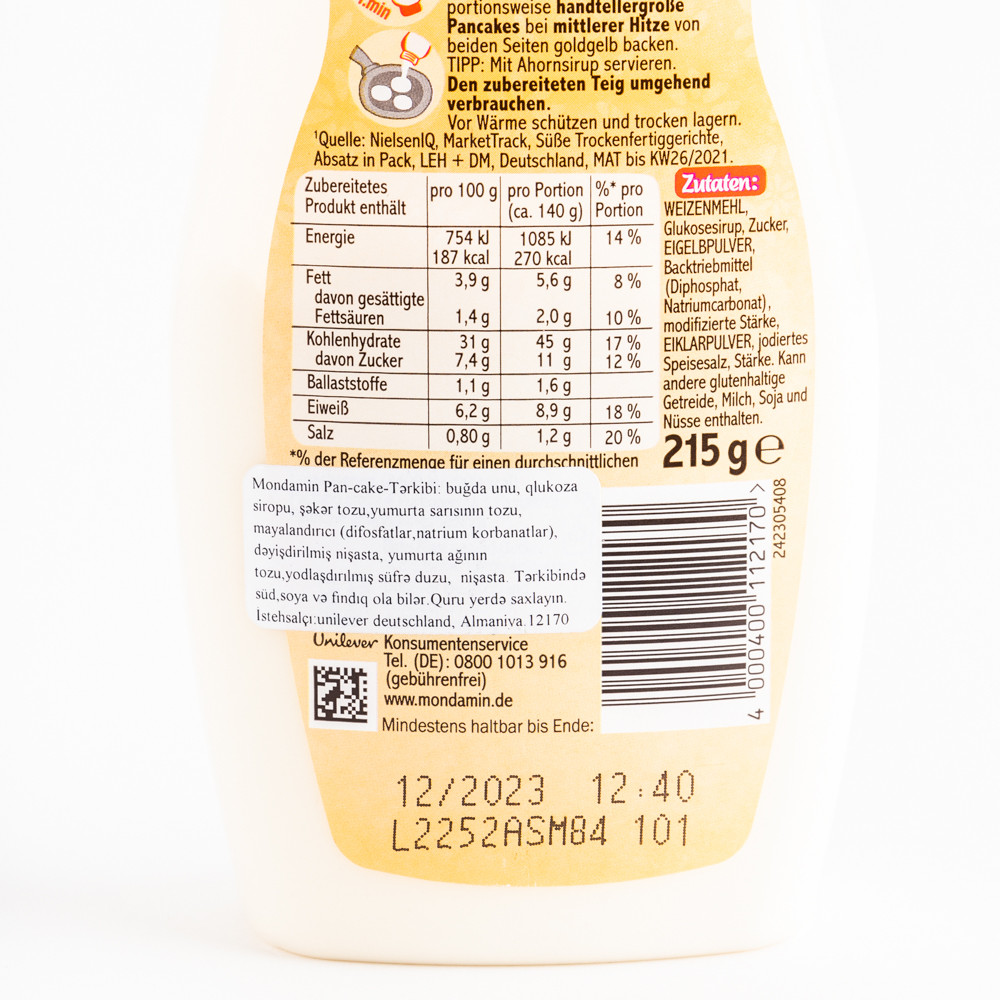 1.min
portionsweise handtellergroße
Pancakes bei mittlerer Hitze von
beiden Seiten goldgelb backen.
TIPP: Mit Ahornsirup servieren.
Den zubereiteten Teig umgehend
verbrauchen.
Vor Wärme schützen und trocken lagern.
¹Quelle: NielsenIQ, MarketTrack, Süße Trockenfertiggerichte,
Absatz in Pack, LEH + DM, Deutschland, MAT bis KW26/2021.
Zubereitetes Produkt enthält pro 100 g pro Portion (ca. 140 g) %* pro Portion
Energie 754 kJ 1085 kJ 14 %
187 kcal 270 kcal
Fett 3,9 g 5,6 g 8 %
davon gesättigte
Fettsäuren 1,4 g 2,0 g 10 %
Kohlenhydrate 31 g 45 g 17 %
davon Zucker 7,4 g 11 g 12 %
Ballaststoffe 1,1 g 1,6 g
Eiweiß 6,2 g 8,9 g 18 %
Salz 0,80 g 1,2 g 20 %
*% der Referenzmenge für einen durchschnittlichen
Zutaten:
WEIZENMEHL,
Glukosesirup, Zucker,
EIGELBPULVER,
Backtriebmittel
(Diphosphat,
Natriumcarbonat),
modifizierte Stärke,
EIKLARPULVER, jodiertes
Speisesalz, Stärke. Kann
andere glutenhaltige
Getreide, Milch, Soja und
Nüsse enthalten.
215 g e
Mondamin Pan-cake-Tərkibi: buğda unu, qlukoza
siropu, şəkər tozu,yumurta sarısının tozu,
mayalandırıcı (difosfatlar,natrium korbanatlar),
dəyişdirilmiş nişasta, yumurta ağının
tozu,yodlaşdırılmış süfrə duzu, nişasta. Tərkibində
süd,soya və fındıq ola bilər.Quru yerdə saxlayın.
İstehsalçı:unilever deutschland, Almaniya.12170
242305408
4 000400 112170 >
Unilever Konsumentenservice
Tel. (DE): 0800 1013 916
(gebührenfrei)
www.mondamin.de
Mindestens haltbar bis Ende:
12/2023 12:40
L2252ASM84 101